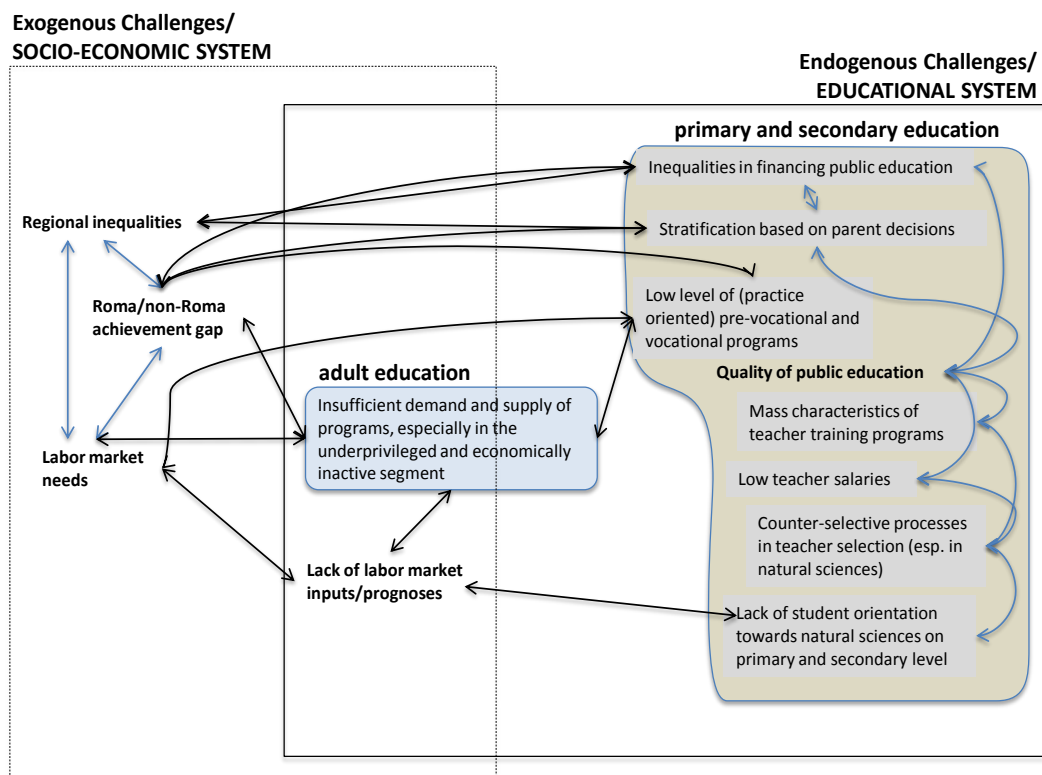 Exogenous Challenges/
SOCIO-ECONOMIC SYSTEM
Endogenous Challenges/
EDUCATIONAL SYSTEM
primary and secondary education
Inequalities in financing public education
Regional inequalities
Stratification based on parent decisions
Roma/non-Roma
achievement gap
Low level of (practice
oriented) pre-vocational and
vocational programs
adult education
Quality of public education
Insufficient demand and supply of
programs, especially in the
underprivileged and economically
inactive segment
Mass characteristics of
teacher training programs
Labor market
needs
Low teacher salaries
Counter-selective processes
in teacher selection (esp. in
natural sciences)
Lack of labor market
inputs/prognoses
Lack of student orientation
towards natural sciences on
primary and secondary level